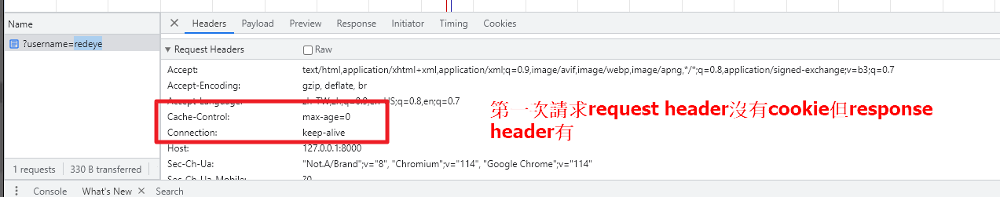 Name
Headers Payload Preview Response Initiator Timing Cookies
?username=redeye
Request Headers Raw
Accept: text/html,application/xhtml+xml,application/xml;q=0.9,image/avif,image/webp,image/apng,*/*;q=0.8,application/signed-exchange;v=b3;q=0.7
Accept-Encoding: gzip, deflate, br
Accept-Language: zh-TW,zh;q=0.9,en-US;q=0.8,en;q=0.7
Cache-Control: max-age=0
Connection: keep-alive
Host: 127.0.0.1:8000
Sec-Ch-Ua: "Not.A/Brand";v="8", "Chromium";v="114", "Google Chrome";v="114"
Sec-Ch-Ua-Mobile: ?0
第一次請求request header沒有cookie但response
header有
1 requests 330 B transferred
Console What's New Search